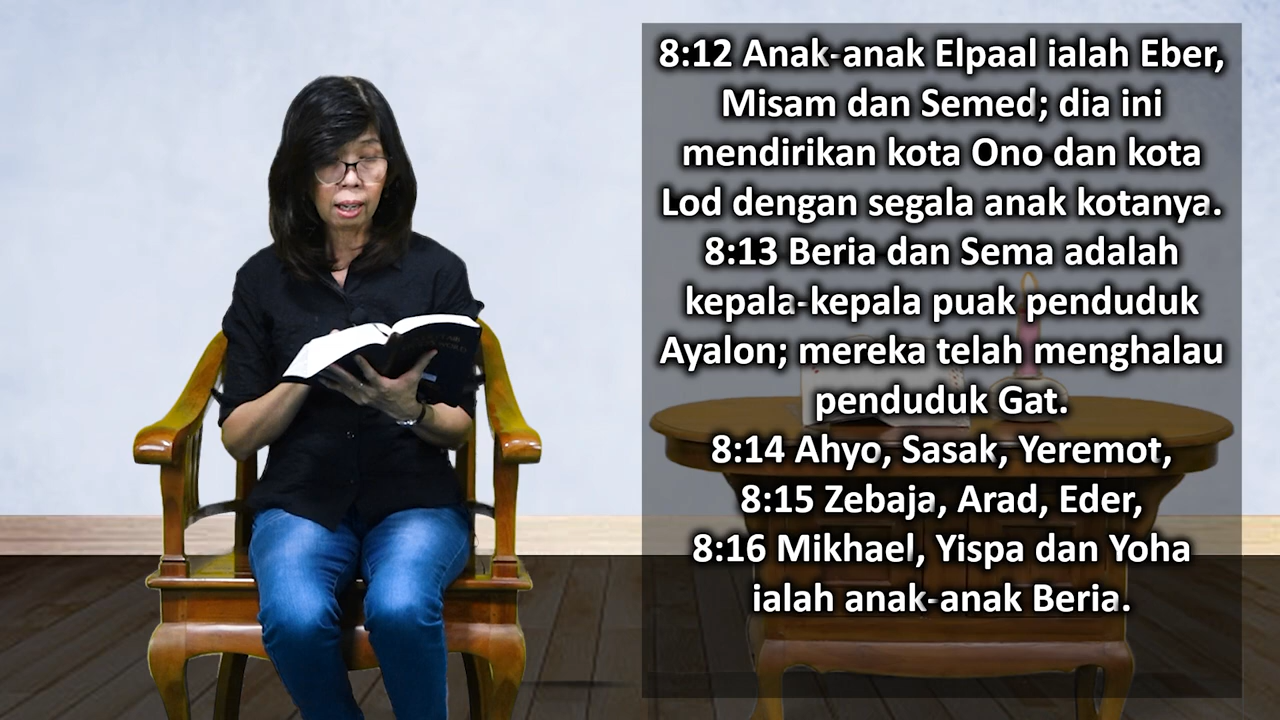 8:12 Anak-anak Elpaal ialah Eber,
Misam dan Semed; dia ini
mendirikan kota Ono dan kota
Lod dengan segala anak kotanya.
8:13 Beria dan Sema adalah
kepala-kepala puak penduduk
Ayalon; mereka telah menghalau
penduduk Gat.
8:14 Ahyo, Sasak, Yeremot,
8:15 Zebaja, Arad, Eder,
8:16 Mikhael, Yispa dan Yoha
ialah anak-anak Beria.